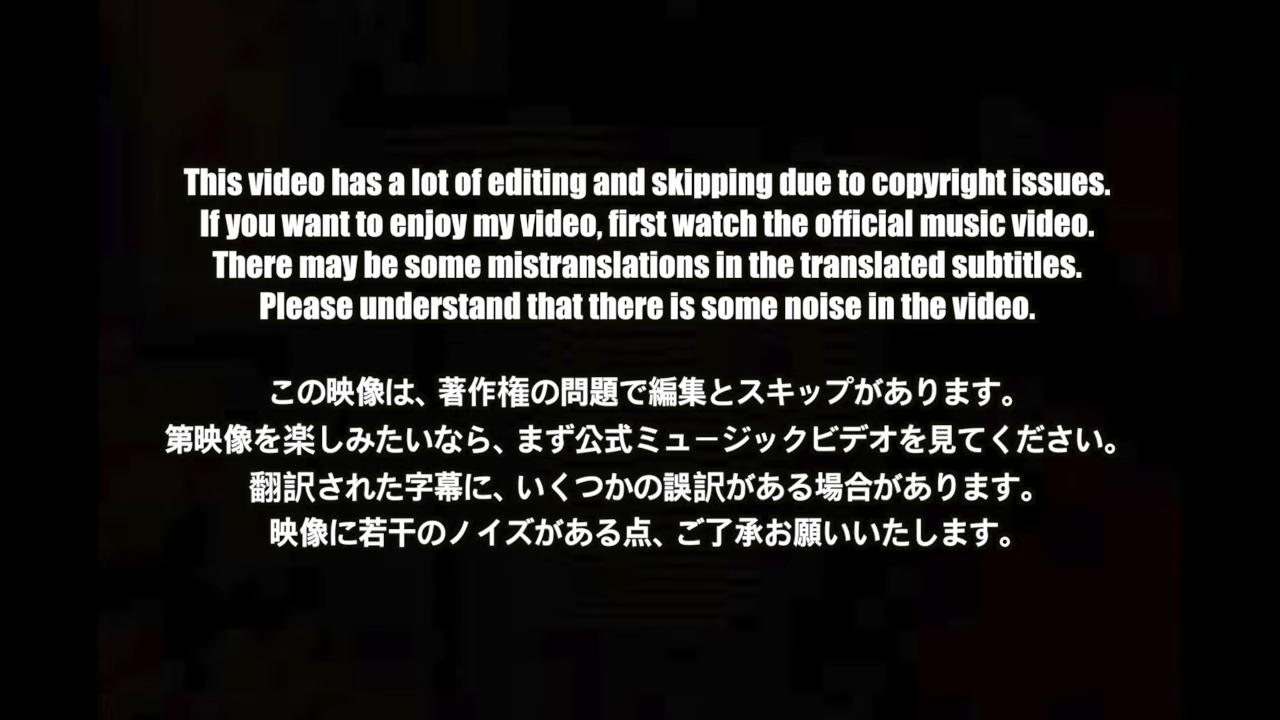 This video has a lot of editing and skipping due to copyright issues.
If you want to enjoy my video, first watch the official music video.
There may be some mistranslations in the translated subtitles.
Please understand that there is some noise in the video.
この映像は、著作権の問題で編集とスキップがあります。
第映像を楽しみたいなら、まず公式ミュージックビデオを見てください。
翻訳された字幕に、いくつかの誤訳がある場合があります。
映像に若干のノイズがある点、ご了承お願いいたします。